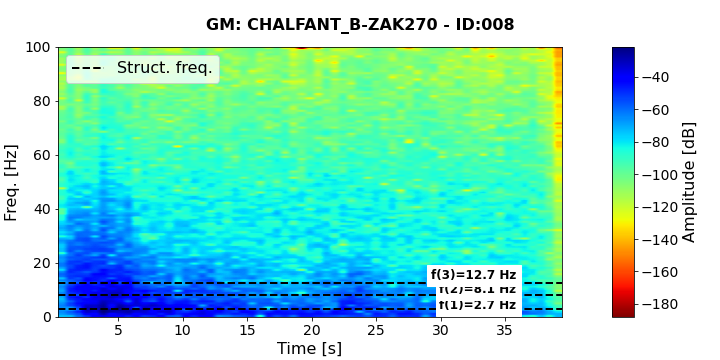 GM: CHALFANT_B-ZAK270 - ID:008
100
80
60
40
20
0
Freq. [Hz]
Struct. freq.
f(3)=12.7 Hz
f(2)=8.1 Hz
f(1)=2.7 Hz
5
10
15
20
25
30
35
Time [s]
−40
−60
−80
−100
−120
−140
−160
−180
Amplitude [dB]